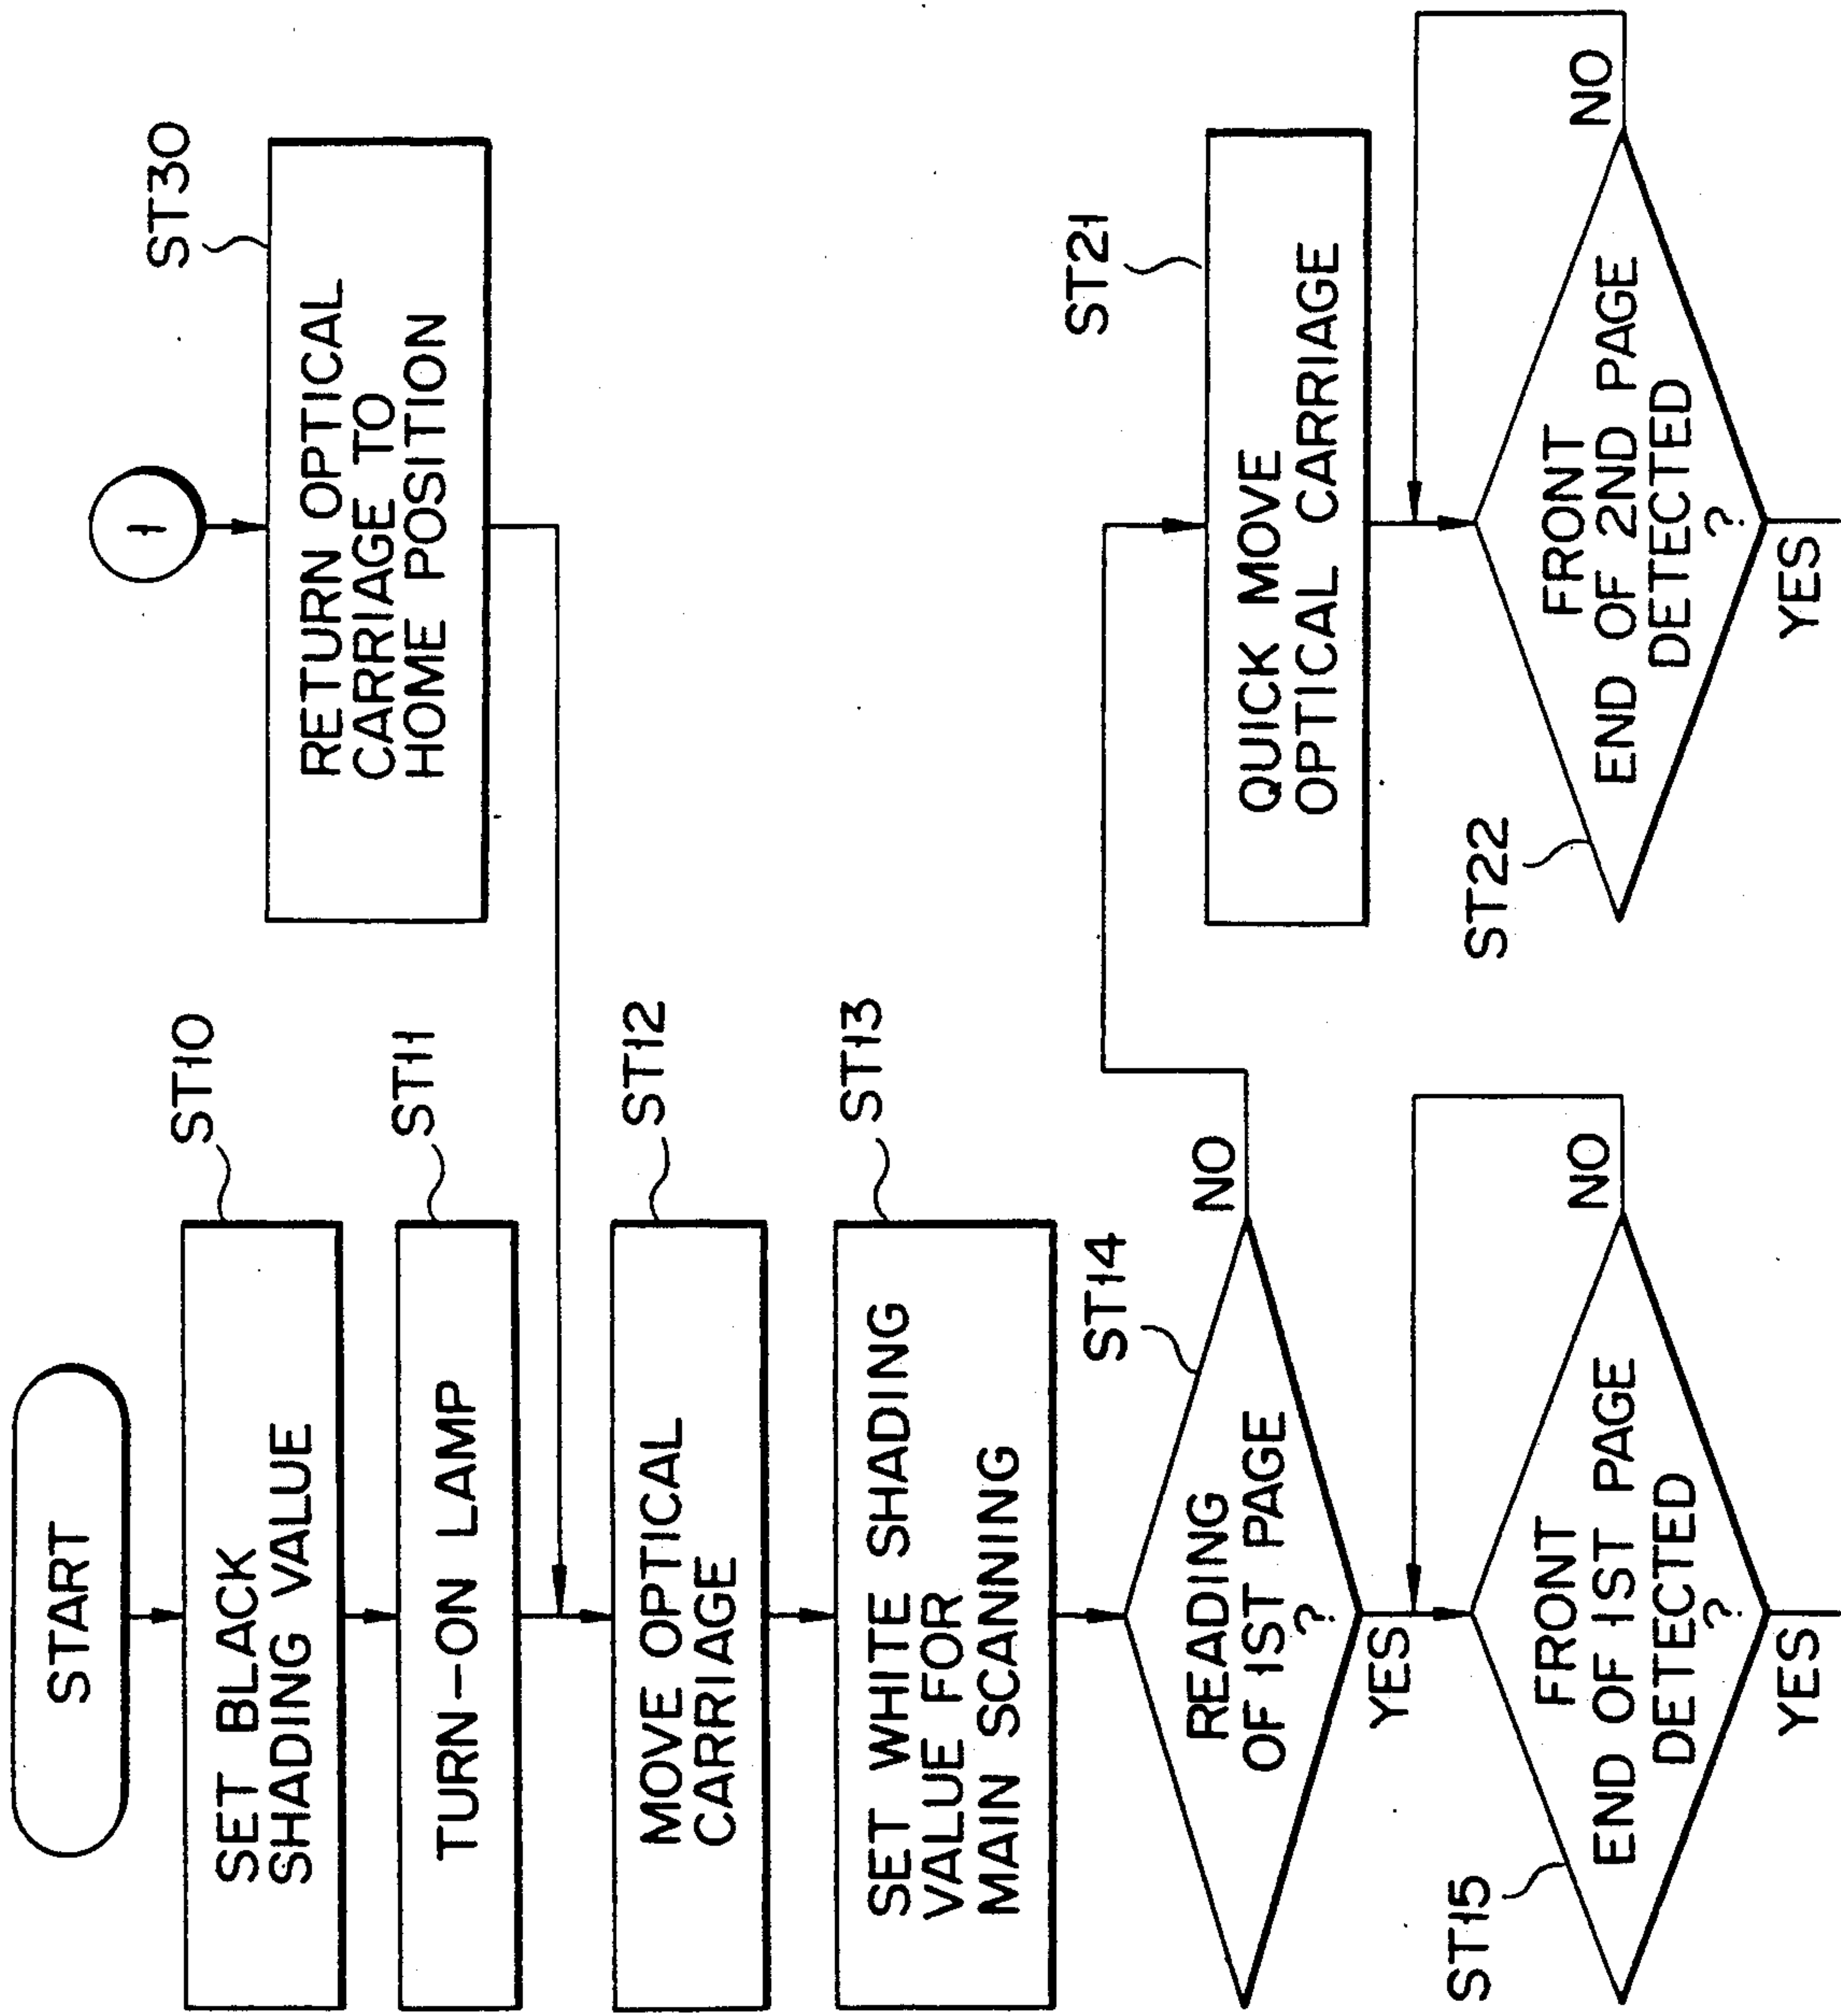 START
SET BLACK
SHADING VALUE
ST10
TURN-ON LAMP
ST11
1
RETURN OPTICAL
CARRIAGE TO
HOME POSITION
ST30
MOVE OPTICAL
CARRIAGE
ST12
SET WHITE SHADING
VALUE FOR
MAIN SCANNING
ST13
READING
OF 1ST PAGE
?
ST14
NO
YES
FRONT
END OF 1ST PAGE
DETECTED
?
ST15
NO
YES
QUICK MOVE
OPTICAL CARRIAGE
ST21
FRONT
END OF 2ND PAGE
DETECTED
?
ST22
NO
YES